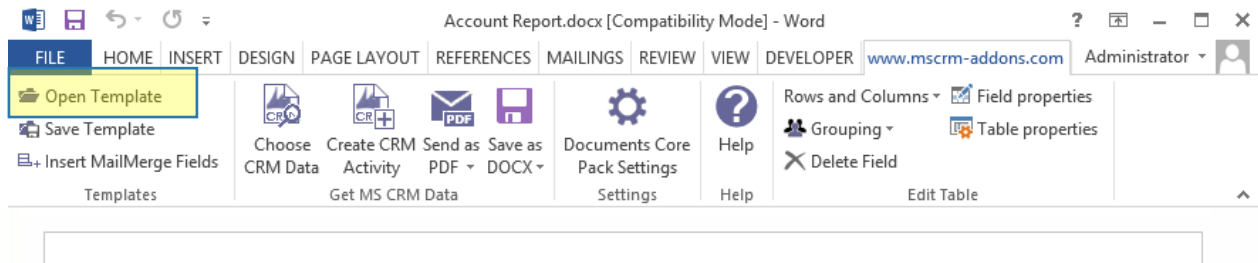 Account Report.docx [Compatibility Mode] - Word
FILE HOME INSERT DESIGN PAGE LAYOUT REFERENCES MAILINGS REVIEW VIEW DEVELOPER www.mscrm-addons.com Administrator
Open Template
Save Template
Insert MailMerge Fields
Templates
CRM
Choose
CRM Data
CR
Create CRM
Activity
PDF
Send as
PDF
Save as
DOCX
Get MS CRM Data
Documents Core
Pack Settings
Settings
Help
Help
Rows and Columns Field properties
Grouping Table properties
Delete Field
Edit Table